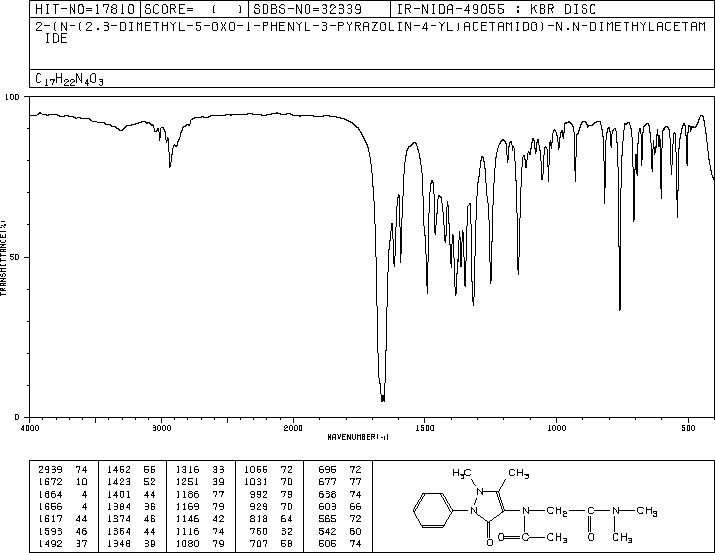 HIT-NO=17810 SCORE= ( ) SDBS-NO=32339 IR-NIDA-49055 : KBR DISC
2-(N-(2,3-DIMETHYL-5-OXO-1-PHENYL-3-PYRAZOLIN-4-YL)ACETAMIDO)-N,N-DIMETHYLACETAM
IDE
C17H22N4O3
100
50
0
TRANSMITTANCE(%)
4000 3000 2000 1500 1000 500
WAVENUMBER(-1)
2939 74 1462 56 1316 33 1055 72 696 72
1672 10 1423 52 1251 39 1031 70 677 77
1664 4 1401 44 1186 77 992 79 638 74
1656 4 1384 36 1169 79 929 70 603 66
1617 44 1374 46 1146 42 818 64 565 72
1593 46 1364 44 1116 74 760 32 542 60
1492 37 1348 39 1080 79 707 58 506 74
H3C CH3
N
N N CH2 N CH3
O O CH3 O CH3